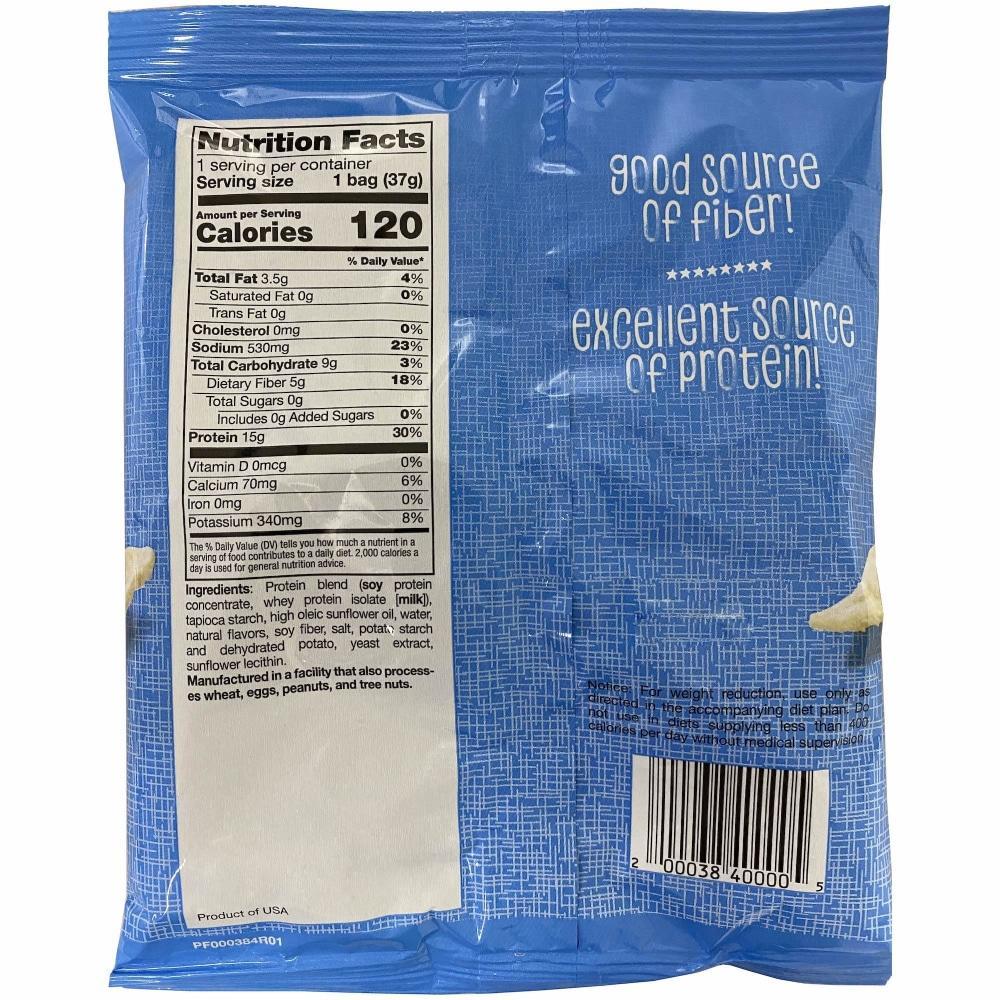 Nutrition Facts
1 serving per container
Serving size 1 bag (37g)
Amount per Serving
Calories 120
% Daily Value*
Total Fat 3.5g 4%
Saturated Fat 0g 0%
Trans Fat 0g
Cholesterol 0mg 0%
Sodium 530mg 23%
Total Carbohydrate 9g 3%
Dietary Fiber 5g 18%
Total Sugars 0g
Includes 0g Added Sugars 0%
Protein 15g 30%
Vitamin D 0mcg 0%
Calcium 70mg 6%
Iron 0mg 0%
Potassium 340mg 8%
The % Daily Value (DV) tells you how much a nutrient in a
serving of food contributes to a daily diet. 2,000 calories a
day is used for general nutrition advice.
Ingredients: Protein blend (soy protein
concentrate, whey protein isolate [milk]),
tapioca starch, high oleic sunflower oil, water,
natural flavors, soy fiber, salt, potato starch
and dehydrated potato, yeast extract,
sunflower lecithin.
Manufactured in a facility that also process-
es wheat, eggs, peanuts, and tree nuts.
Product of USA
PF000384R01
good source
of fiber!
excellent source
of protein!
Notice: For weight reduction, use only as
directed in the accompanying diet plan. Do
not use in diets supplying less than 400
calories per day without medical supervision.
2 00038 40000 5